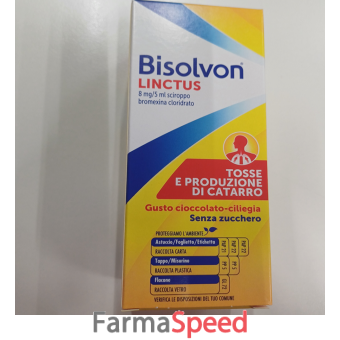 Bisolvon®
LINCTUS
8 mg/5 ml sciroppo
bromexina cloridrato
TOSSE
E PRODUZIONE
DI CATARRO
Gusto cioccolato-ciliegia
Senza zucchero
PROTEGGIAMO L'AMBIENTE
Astuccio/Foglietto/Etichetta
RACCOLTA CARTA
Tappo/Misurino
RACCOLTA PLASTICA
Flacone
RACCOLTA VETRO
VERIFICA LE DISPOSIZIONI DEL TUO COMUNE
FarmaSpeed